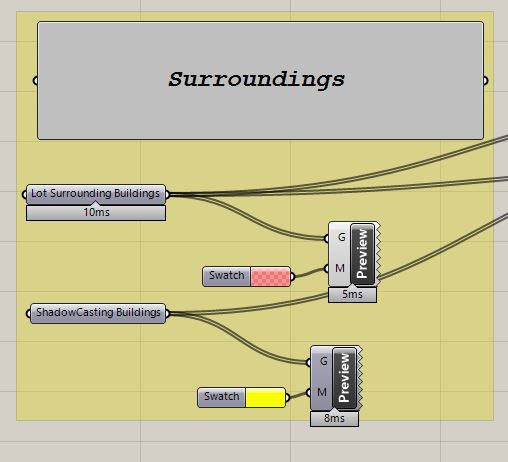 Surroundings
Lot Surrounding Buildings
10ms
G
M
Preview
5ms
Swatch
ShadowCasting Buildings
G
M
Preview
8ms
Swatch